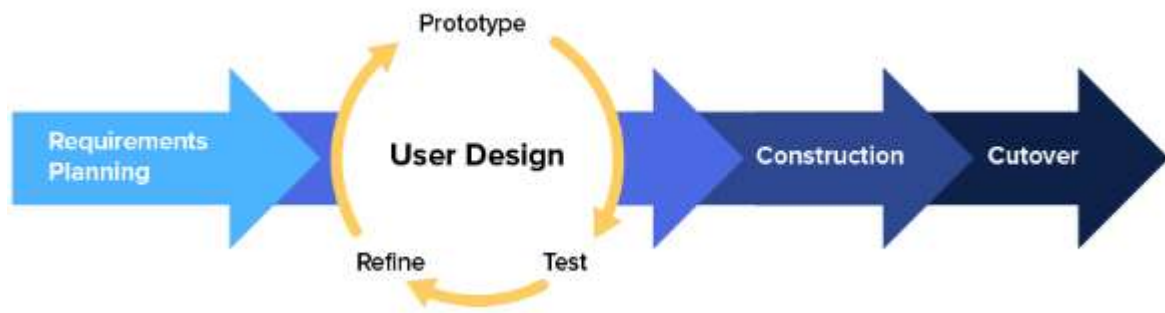 Prototype
Requirements
Planning
User Design
Construction
Cutover
Refine
Test